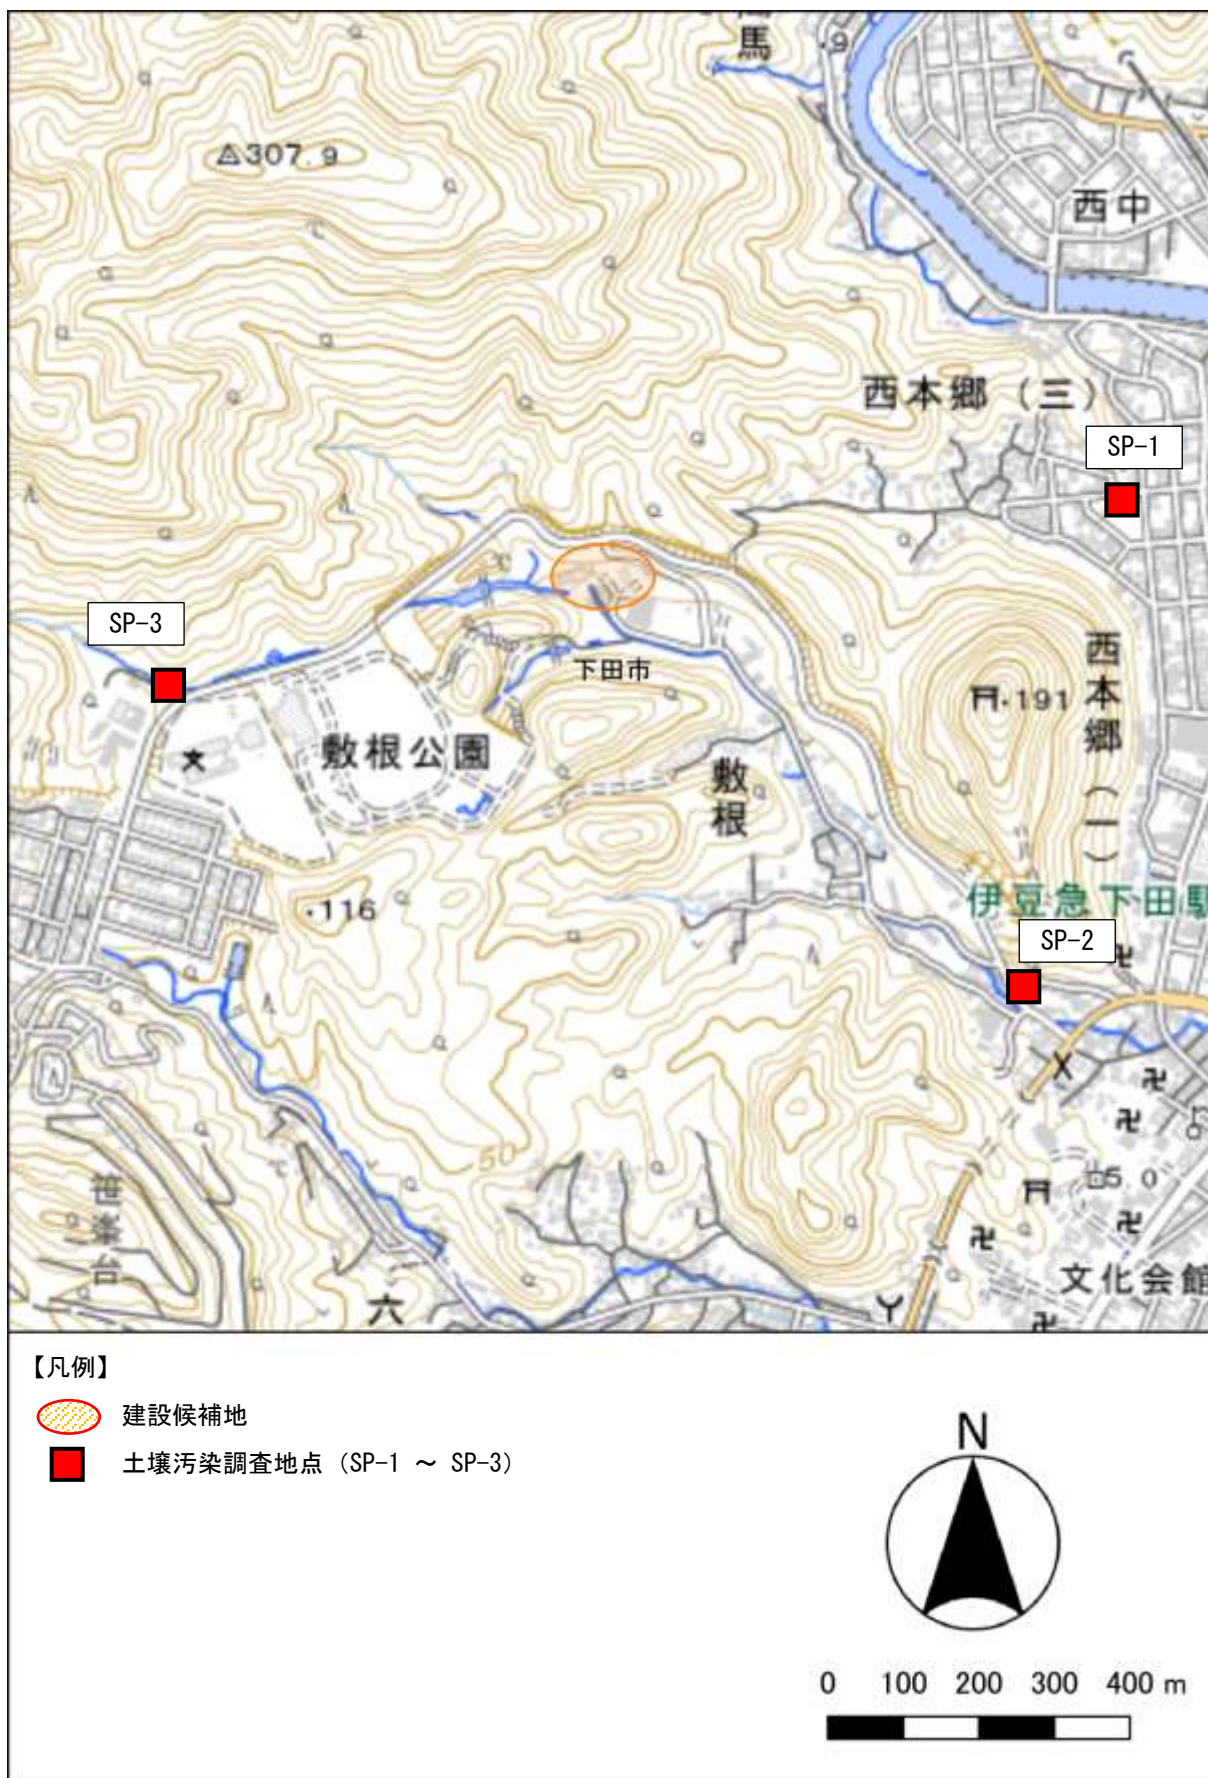 馬
・9
△307.9
西中
西本郷（三）
SP-1
SP-3
下田市
西本郷（一）
・191
敷根公園
敷根
伊豆急下田駅
・116
SP-2
50
5 0
文化会館
六
【凡例】
建設候補地
土壌汚染調査地点（SP-1 ～ SP-3）
N
0 100 200 300 400 m